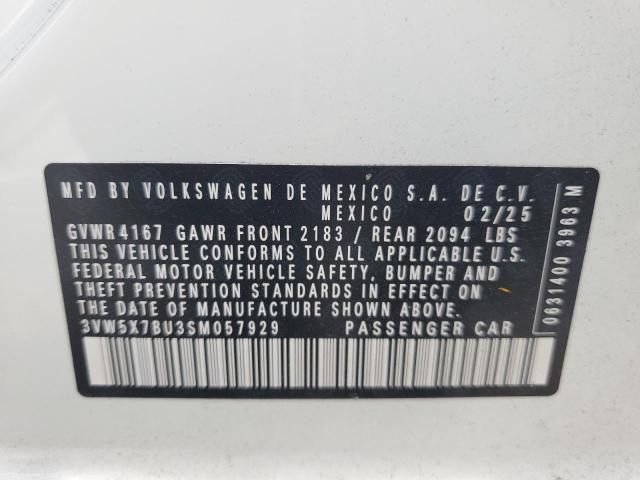 MFD BY VOLKSWAGEN DE MEXICO S.A. DE C.V.
MEXICO 02/25
GVWR 4167 GAWR FRONT 2183 / REAR 2094 LBS
THIS VEHICLE CONFORMS TO ALL APPLICABLE U.S.
FEDERAL MOTOR VEHICLE SAFETY, BUMPER AND
THEFT PREVENTION STANDARDS IN EFFECT ON
THE DATE OF MANUFACTURE SHOWN ABOVE.
3VW5X7BU3SM057929 PASSENGER CAR
0631400 3963 M